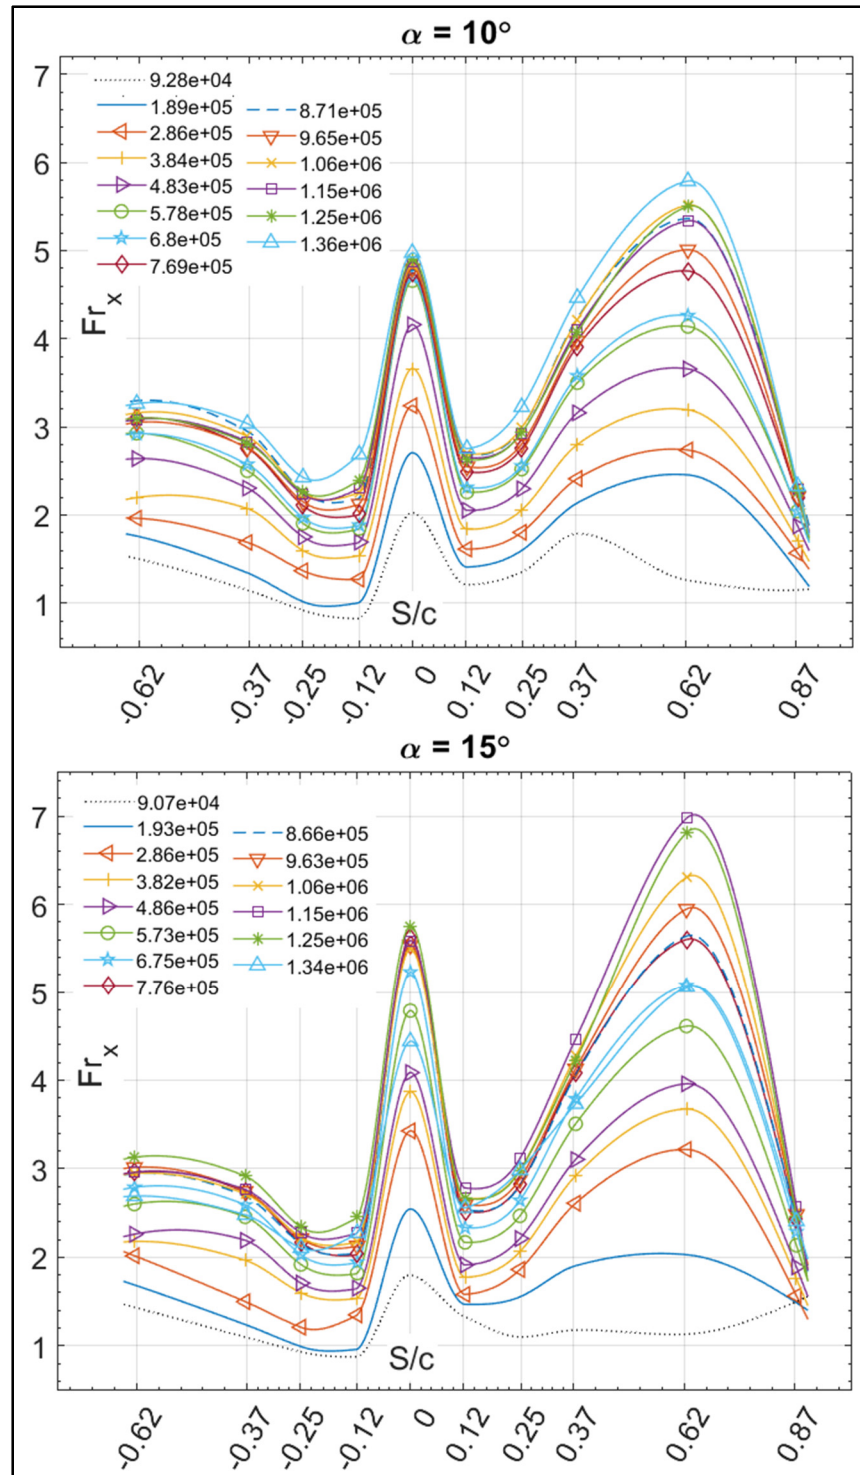 α = 10°
7
6
5
4
3
2
1
Fr_x
9.28e+04
1.89e+05
2.86e+05
3.84e+05
4.83e+05
5.78e+05
6.8e+05
7.69e+05
8.71e+05
9.65e+05
1.06e+06
1.15e+06
1.25e+06
1.36e+06
S/c
-0.62 -0.37 -0.25 -0.12 0 0.12 0.25 0.37 0.62 0.87
α = 15°
7
6
5
4
3
2
1
Fr_x
9.07e+04
1.93e+05
2.86e+05
3.82e+05
4.86e+05
5.73e+05
6.75e+05
7.76e+05
8.66e+05
9.63e+05
1.06e+06
1.15e+06
1.25e+06
1.34e+06
S/c
-0.62 -0.37 -0.25 -0.12 0 0.12 0.25 0.37 0.62 0.87